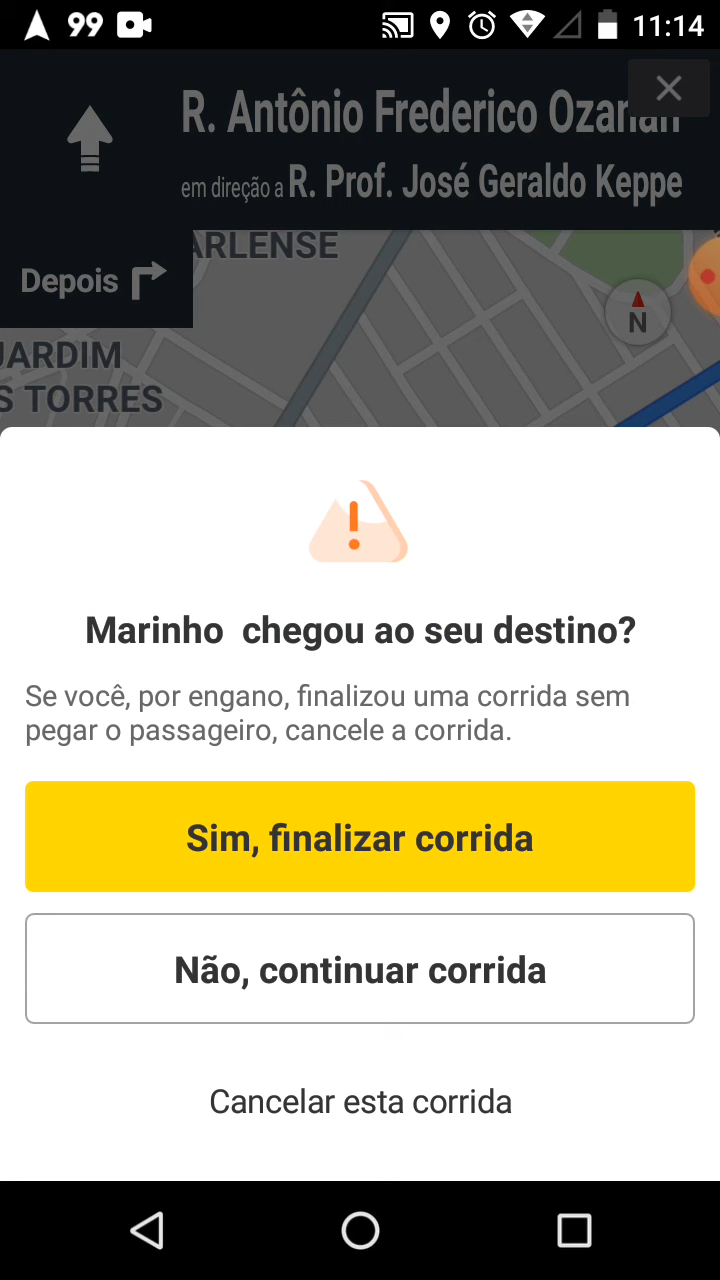 99
11:14
R. Antônio Frederico Ozanan
em direção a R. Prof. José Geraldo Keppe
Depois
ARLENSE
N
JARDIM
S TORRES
Marinho chegou ao seu destino?
Se você, por engano, finalizou uma corrida sem
pegar o passageiro, cancele a corrida.
Sim, finalizar corrida
Não, continuar corrida
Cancelar esta corrida